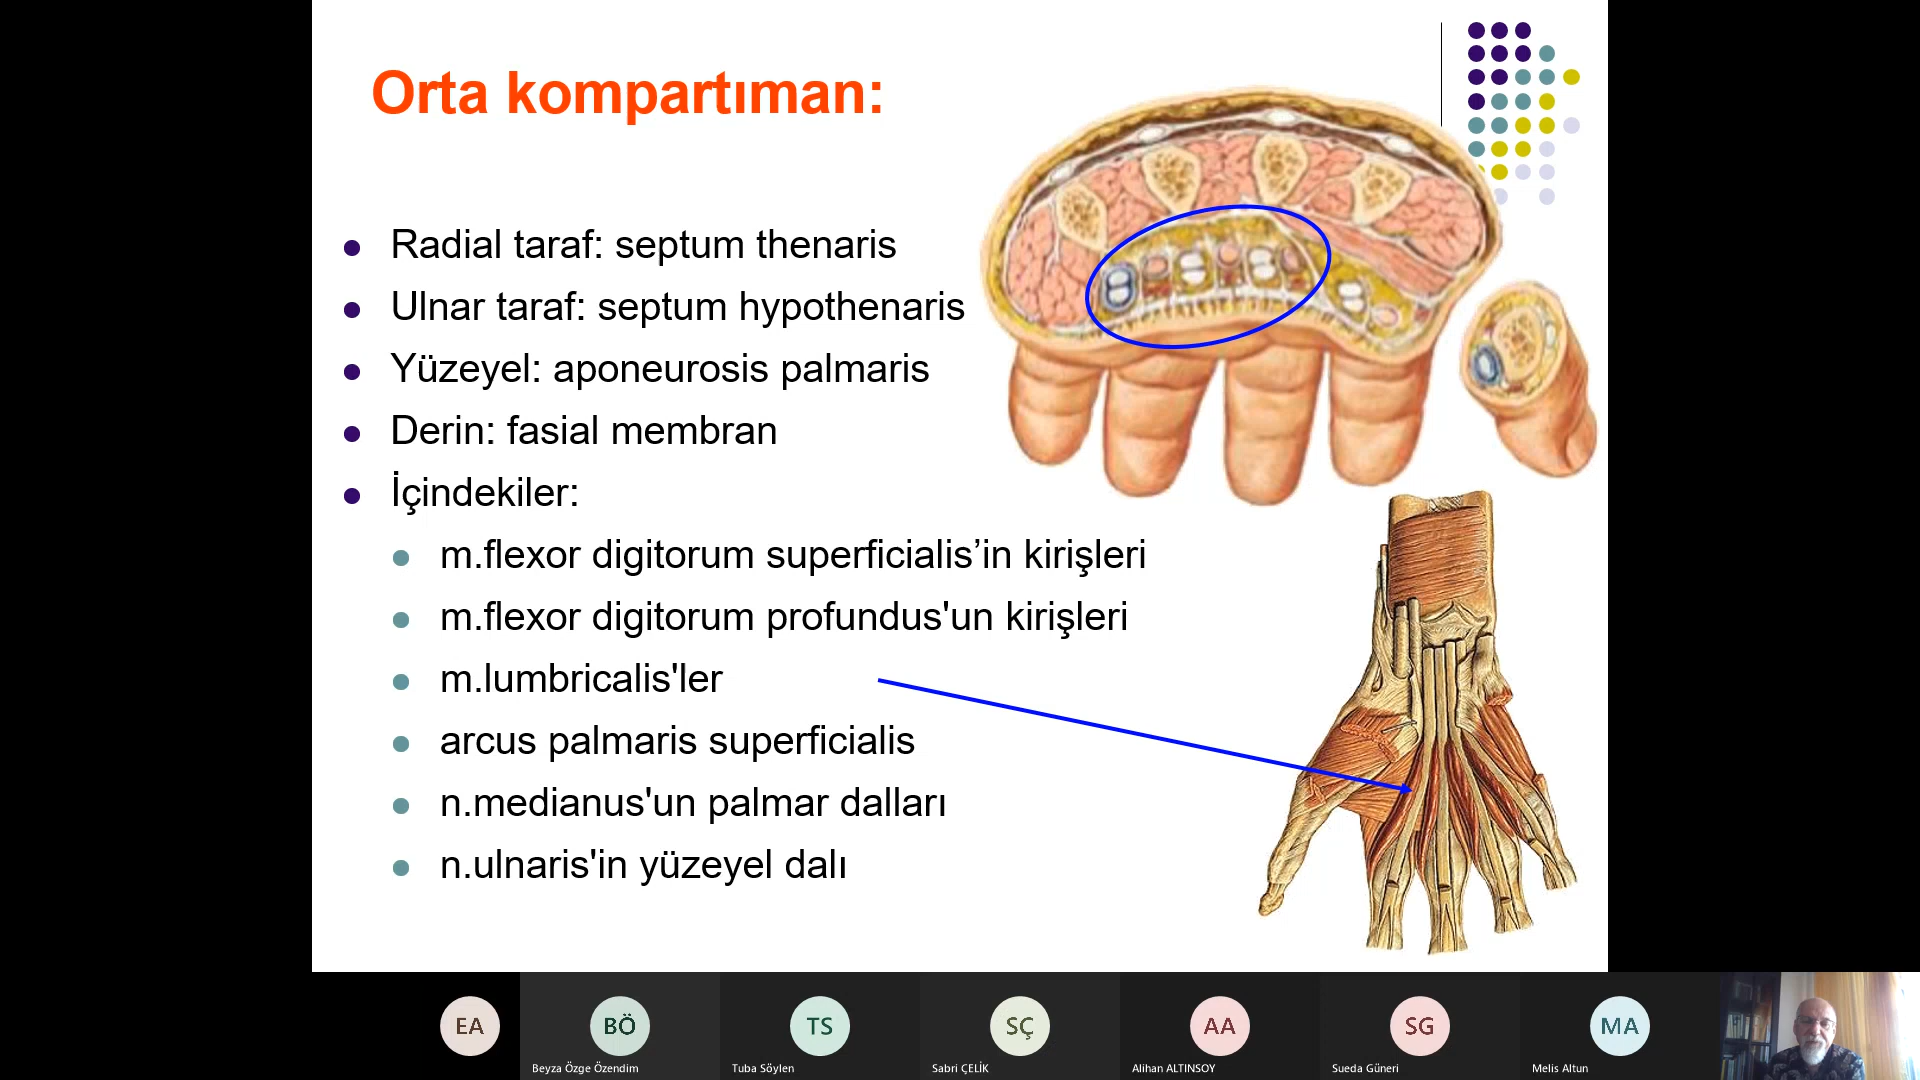 Orta kompartıman:
Radial taraf: septum thenaris
Ulnar taraf: septum hypothenaris
Yüzeyel: aponeurosis palmaris
Derin: fasial membran
İçindekiler:
m.flexor digitorum superficialis’in kirişleri
m.flexor digitorum profundus'un kirişleri
m.lumbricalis'ler
arcus palmaris superficialis
n.medianus'un palmar dalları
n.ulnaris'in yüzeyel dalı
EA
BÖ
TS
SÇ
AA
SG
MA
Beyza Özge Özendim
Tuba Söylen
Sabri ÇELİK
Alihan ALTINSOY
Sueda Güneri
Melis Altun